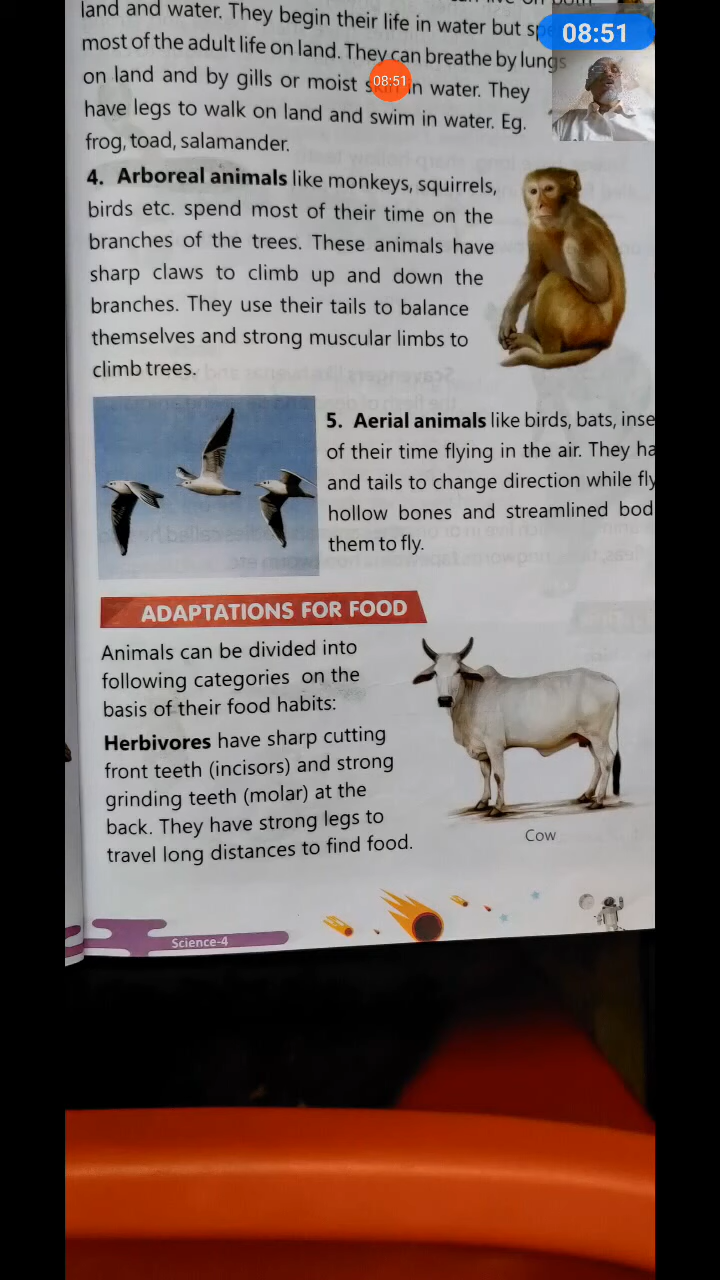 land and water. They begin their life in water but
most of the adult life on land. They can breathe by lungs
on land and by gills or moist skin in water. They
have legs to walk on land and swim in water. Eg.
frog, toad, salamander.
08:51
08:51
4. Arboreal animals like monkeys, squirrels,
birds etc. spend most of their time on the
branches of the trees. These animals have
sharp claws to climb up and down the
branches. They use their tails to balance
themselves and strong muscular limbs to
climb trees.
5. Aerial animals like birds, bats, inse
of their time flying in the air. They ha
and tails to change direction while fly
hollow bones and streamlined bod
them to fly.
ADAPTATIONS FOR FOOD
Animals can be divided into
following categories on the
basis of their food habits:
Herbivores have sharp cutting
front teeth (incisors) and strong
grinding teeth (molar) at the
back. They have strong legs to
travel long distances to find food.
Cow
Science-4